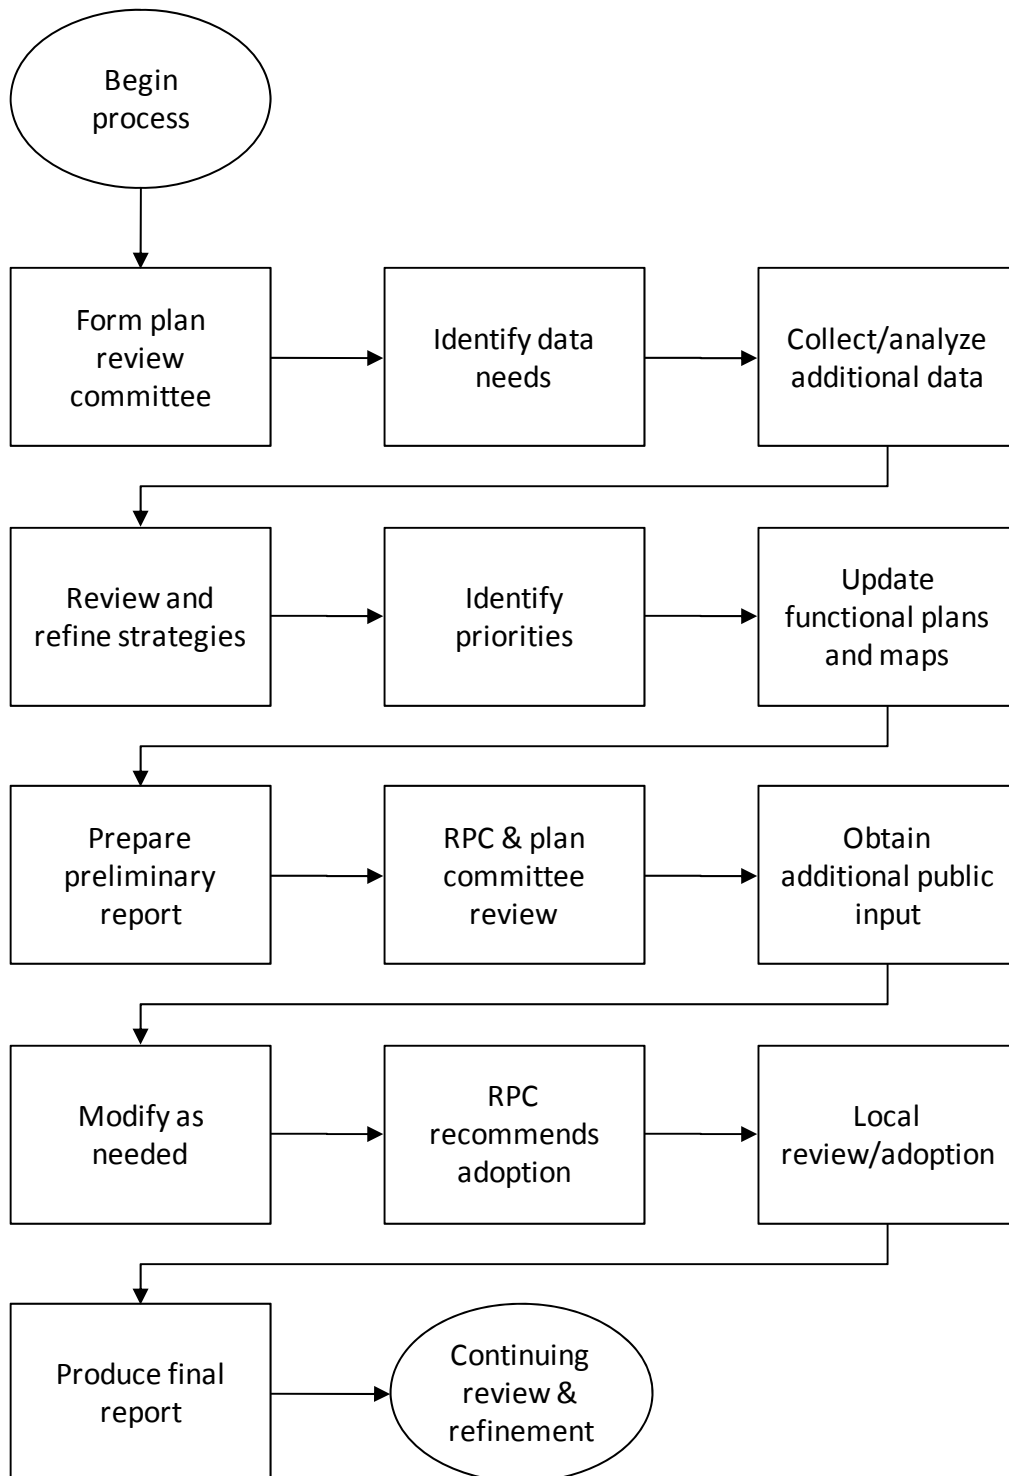 Begin
process
Form plan
review
committee
Identify data
needs
Collect/analyze
additional data
Review and
refine strategies
Identify
priorities
Update
functional plans
and maps
Prepare
preliminary
report
RPC & plan
committee
review
Obtain
additional public
input
Modify as
needed
RPC
recommends
adoption
Local
review/adoption
Produce final
report
Continuing
review &
refinement